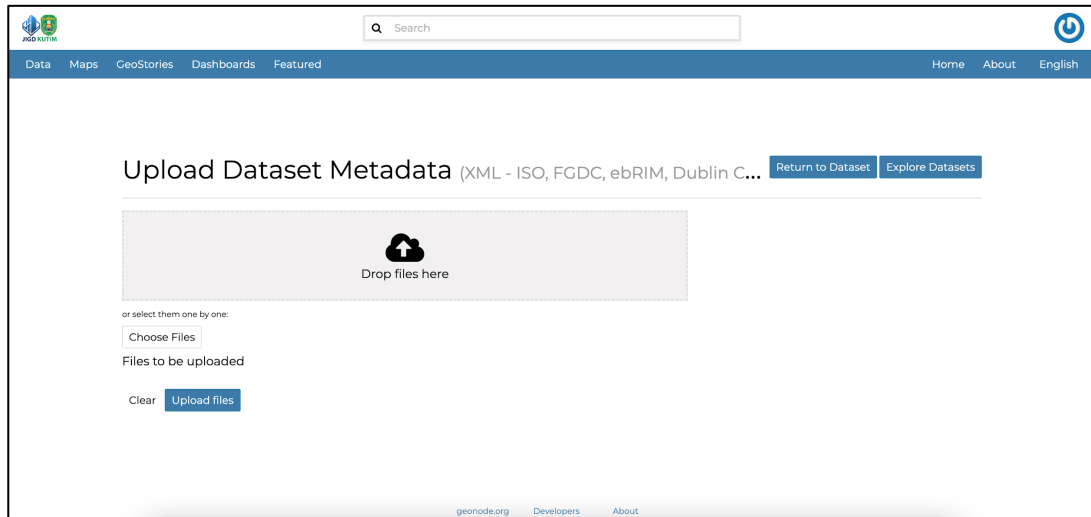 JIGD KUTIM
Search
Data Maps GeoStories Dashboards Featured Home About English
Upload Dataset Metadata (XML - ISO, FGDC, ebRIM, Dublin C... Return to Dataset Explore Datasets
Drop files here
or select them one by one:
Choose Files
Files to be uploaded
Clear Upload files
geonode.org Developers About